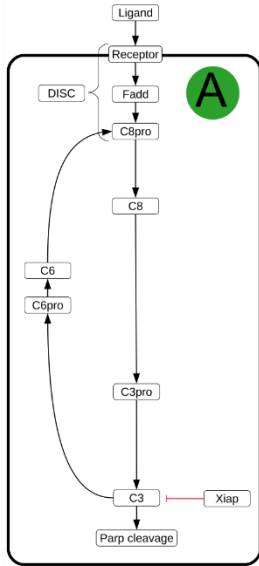 Ligand
Receptor
DISC
Fadd
A
C8pro
C8
C6
C6pro
C3pro
C3
Xiap
Parp cleavage